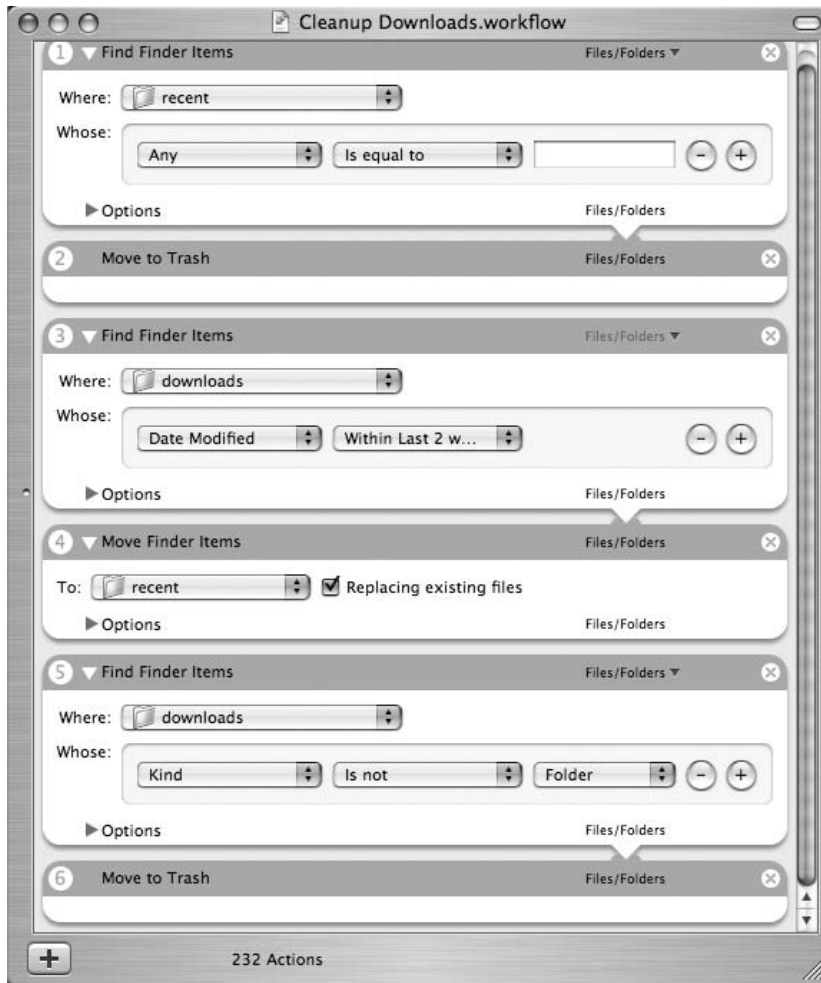 Cleanup Downloads.workflow
1 Find Finder Items Files/Folders
Where: recent
Whose:
Any Is equal to - +
Options Files/Folders
2 Move to Trash Files/Folders
3 Find Finder Items Files/Folders
Where: downloads
Whose:
Date Modified Within Last 2 w... - +
Options Files/Folders
4 Move Finder Items Files/Folders
To: recent Replacing existing files
Options Files/Folders
5 Find Finder Items Files/Folders
Where: downloads
Whose:
Kind Is not Folder - +
Options Files/Folders
6 Move to Trash Files/Folders
+ 232 Actions